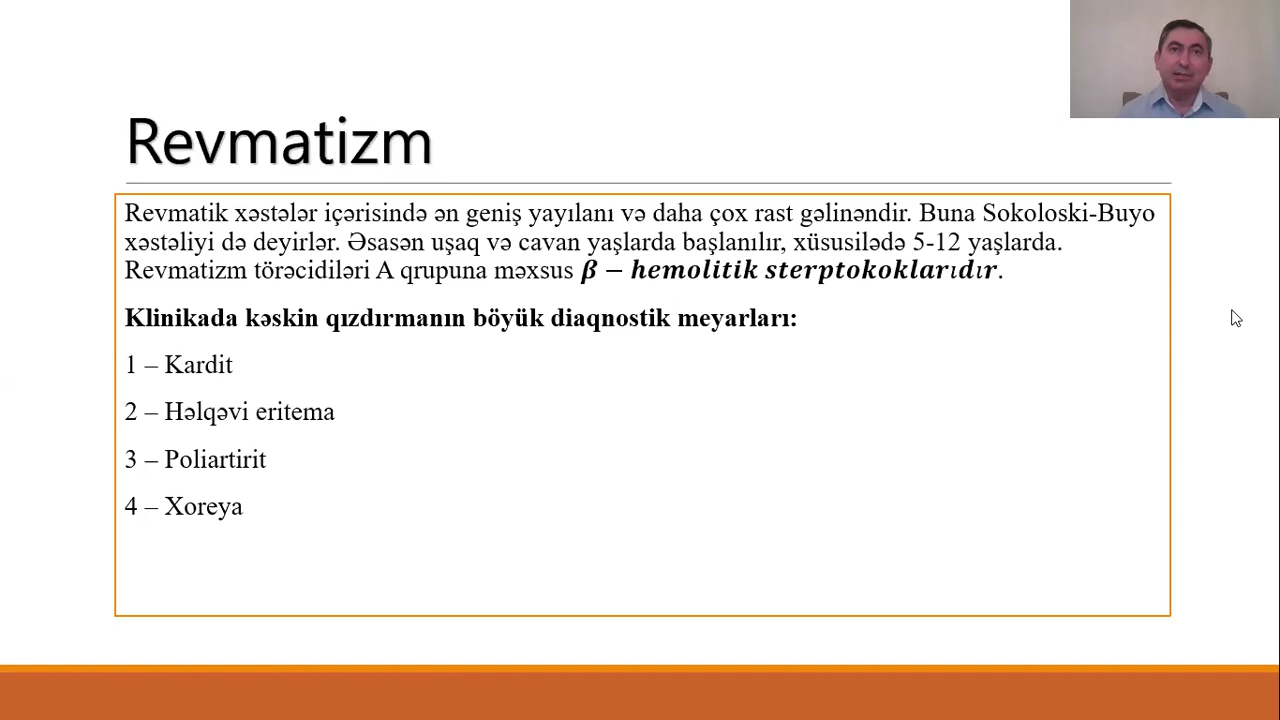 Revmatizm
Revmatik xəstələr içərisində ən geniş yayılanı və daha çox rast gəlinəndir. Buna Sokoloski-Buyo
xəstəliyi də deyirlər. Əsasən uşaq və cavan yaşlarda başlanılır, xüsusilədə 5-12 yaşlarda.
Revmatizm törəcidiləri A qrupuna məxsus β – hemolitik sterptokoklarıdır.
Klinikada kəskin qızdırmanın böyük diaqnostik meyarları:
1 – Kardit
2 – Həlqəvi eritema
3 – Poliartirit
4 – Xoreya